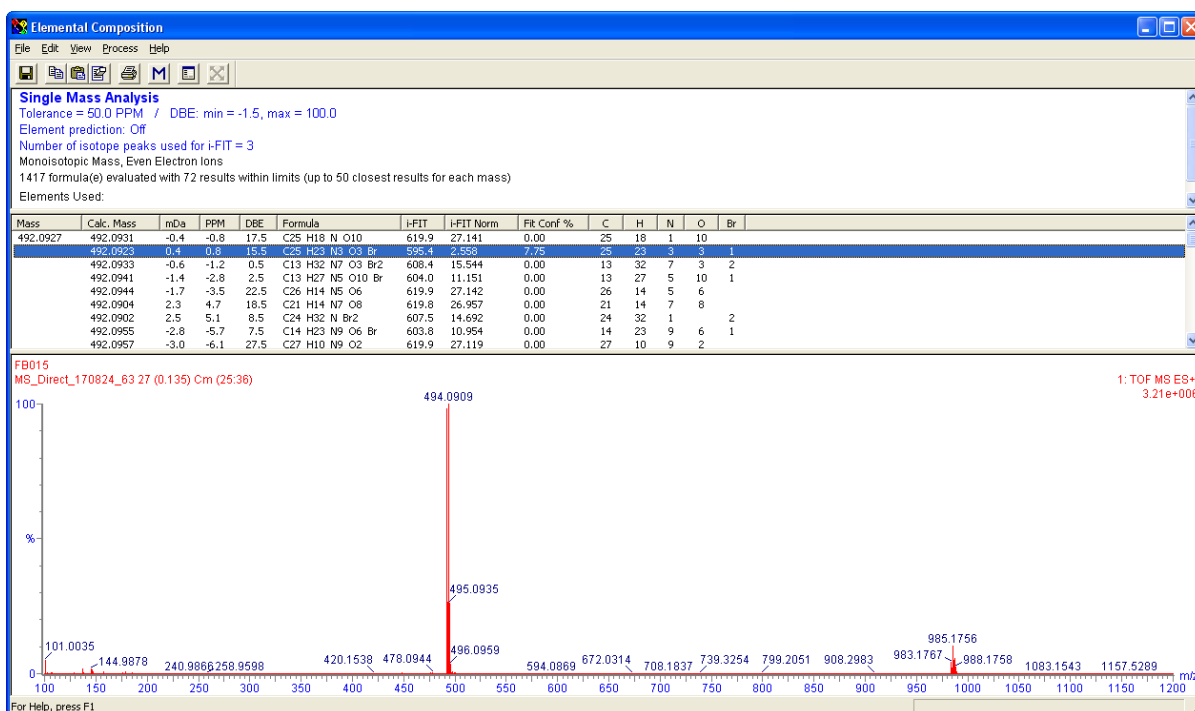 Elemental Composition
File Edit View Process Help
M
Single Mass Analysis
Tolerance = 50.0 PPM / DBE: min = -1.5, max = 100.0
Element prediction: Off
Number of isotope peaks used for i-FIT = 3
Monoisotopic Mass, Even Electron Ions
1417 formula(e) evaluated with 72 results within limits (up to 50 closest results for each mass)
Elements Used:
Mass Calc. Mass mDa PPM DBE Formula i-FIT i-FIT Norm Fit Conf % C H N O Br
492.0927 492.0931 -0.4 -0.8 17.5 C25 H18 N O10 619.9 27.141 0.00 25 18 1 10
492.0923 0.4 0.8 15.5 C25 H23 N3 O3 Br 595.4 2.558 7.75 25 23 3 3 1
492.0933 -0.6 -1.2 0.5 C13 H32 N7 O3 Br2 608.4 15.544 0.00 13 32 7 3 2
492.0941 -1.4 -2.8 2.5 C13 H27 N5 O10 Br 604.0 11.151 0.00 13 27 5 10 1
492.0944 -1.7 -3.5 22.5 C26 H14 N5 O6 619.9 27.142 0.00 26 14 5 6
492.0904 2.3 4.7 18.5 C21 H14 N7 O8 619.8 26.957 0.00 21 14 7 8
492.0902 2.5 5.1 8.5 C24 H32 N Br2 607.5 14.692 0.00 24 32 1 2
492.0955 -2.8 -5.7 7.5 C14 H23 N9 O6 Br 603.8 10.954 0.00 14 23 9 6 1
492.0957 -3.0 -6.1 27.5 C27 H10 N9 O2 619.9 27.119 0.00 27 10 9 2
FB015
MS_Direct_170824_63 27 (0.135) Cm (25:36)
1: TOF MS ES+
3.21e+006
100
494.0909
%
495.0935
985.1756
101.0035
496.0959
983.1767
988.1758
144.9878
240.9866
258.9598
420.1538
478.0944
594.0869
672.0314
708.1837
739.3254
799.2051
908.2983
1083.1543
1157.5289
0
m/z
100 150 200 250 300 350 400 450 500 550 600 650 700 750 800 850 900 950 1000 1050 1100 1150 1200
For Help, press F1